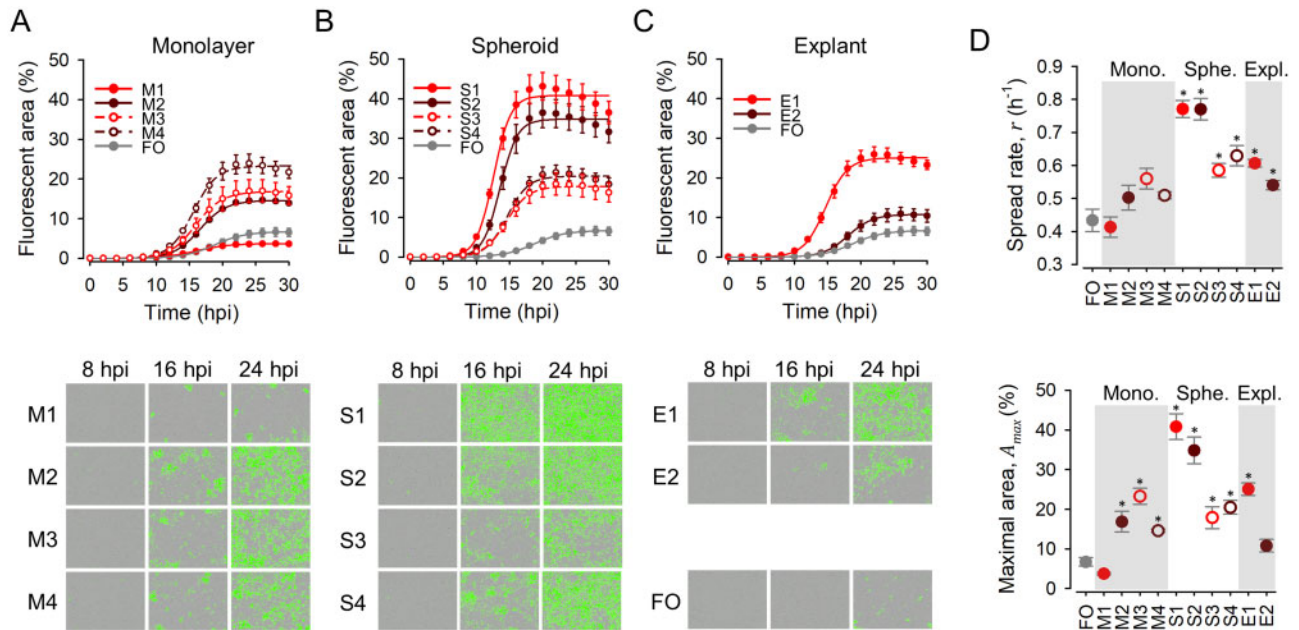 A
Monolayer
Fluorescent area (%)
50
40
30
20
10
0
M1
M2
M3
M4
FO
0 5 10 15 20 25 30
Time (hpi)
8 hpi 16 hpi 24 hpi
M1
M2
M3
M4
B
Spheroid
Fluorescent area (%)
50
40
30
20
10
0
S1
S2
S3
S4
FO
0 5 10 15 20 25 30
Time (hpi)
8 hpi 16 hpi 24 hpi
S1
S2
S3
S4
C
Explant
Fluorescent area (%)
50
40
30
20
10
0
E1
E2
FO
0 5 10 15 20 25 30
Time (hpi)
8 hpi 16 hpi 24 hpi
E1
E2
FO
D
Mono. Sphe. Expl.
Spread rate, r (h⁻¹)
0.9
0.8
0.7
0.6
0.5
0.4
0.3
* * * * * *
FO M1 M2 M3 M4 S1 S2 S3 S4 E1 E2
Mono. Sphe. Expl.
Maximal area, Amax (%)
50
40
30
20
10
0
* * * * * * * *
FO M1 M2 M3 M4 S1 S2 S3 S4 E1 E2